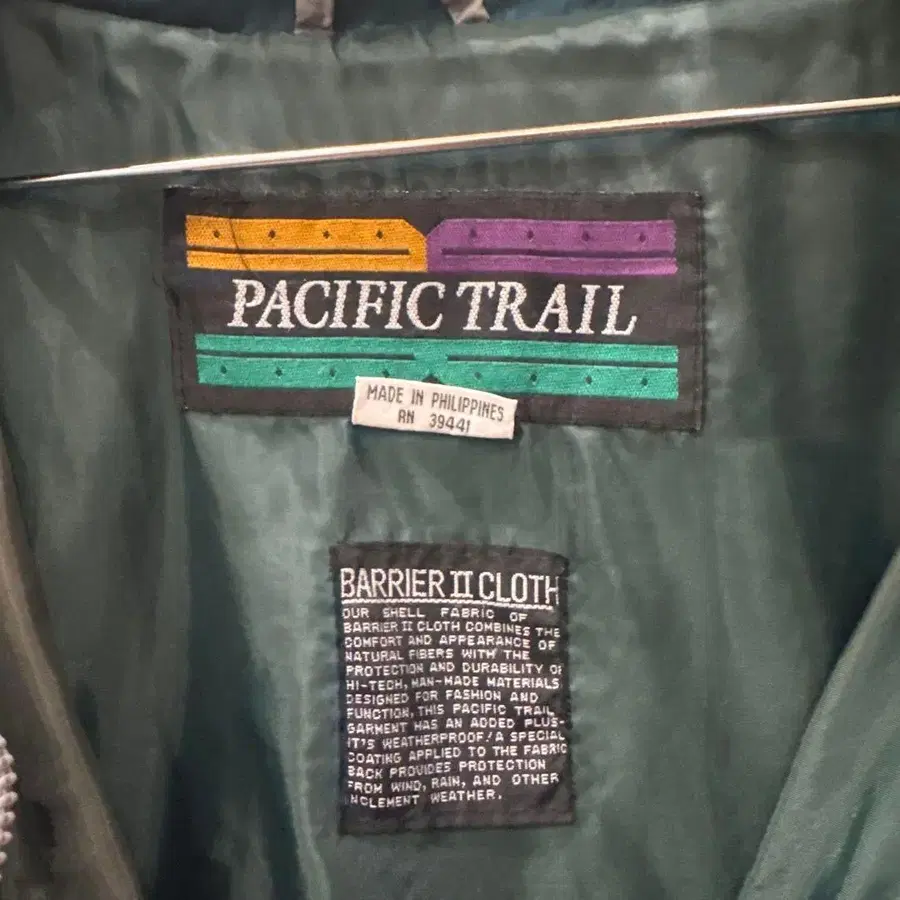 PACIFIC TRAIL
MADE IN PHILIPPINES
RN 39441
BARRIER II CLOTH
OUR SHELL FABRIC OF
BARRIER II CLOTH COMBINES THE
COMFORT AND APPEARANCE OF
NATURAL FIBERS WITH THE
PROTECTION AND DURABILITY OF
HI-TECH, MAN-MADE MATERIALS
DESIGNED FOR FASHION AND
FUNCTION, THIS PACIFIC TRAIL
GARMENT HAS AN ADDED PLUS-
IT'S WEATHERPROOF! A SPECIAL
COATING APPLIED TO THE FABRIC
BACK PROVIDES PROTECTION
FROM WIND, RAIN, AND OTHER
INCLEMENT WEATHER.